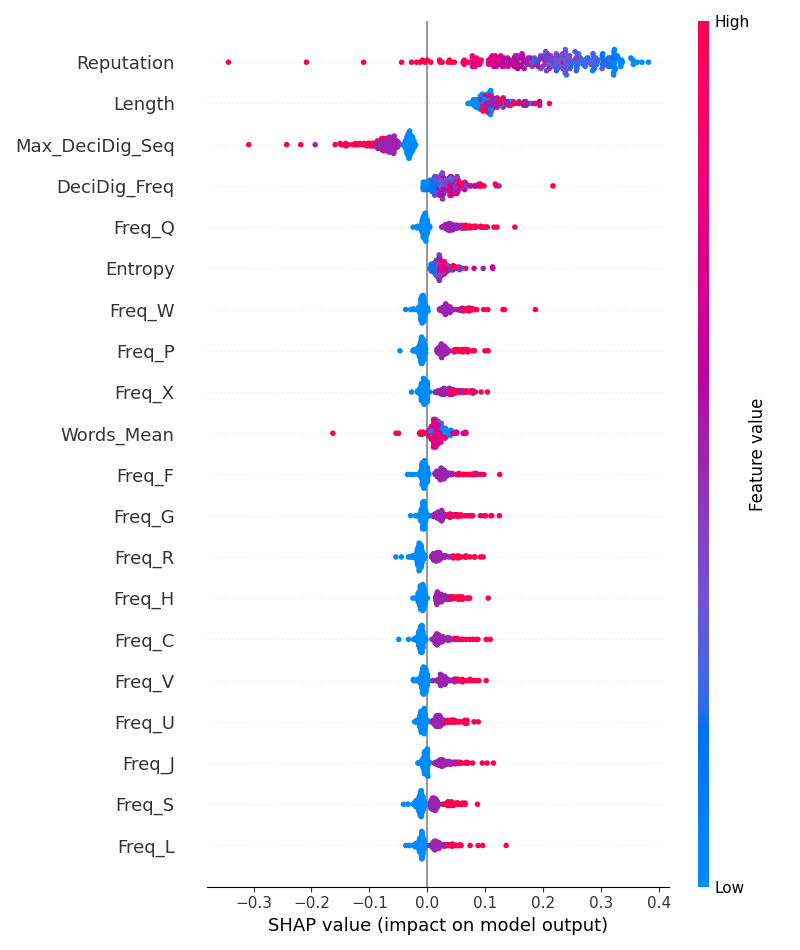 High
Reputation
Length
Max_DeciDig_Seq
DeciDig_Freq
Freq_Q
Entropy
Freq_W
Freq_P
Freq_X
Words_Mean
Freq_F
Freq_G
Freq_R
Freq_H
Freq_C
Freq_V
Freq_U
Freq_J
Freq_S
Freq_L
Feature value
Low
−0.3 −0.2 −0.1 0.0 0.1 0.2 0.3 0.4
SHAP value (impact on model output)